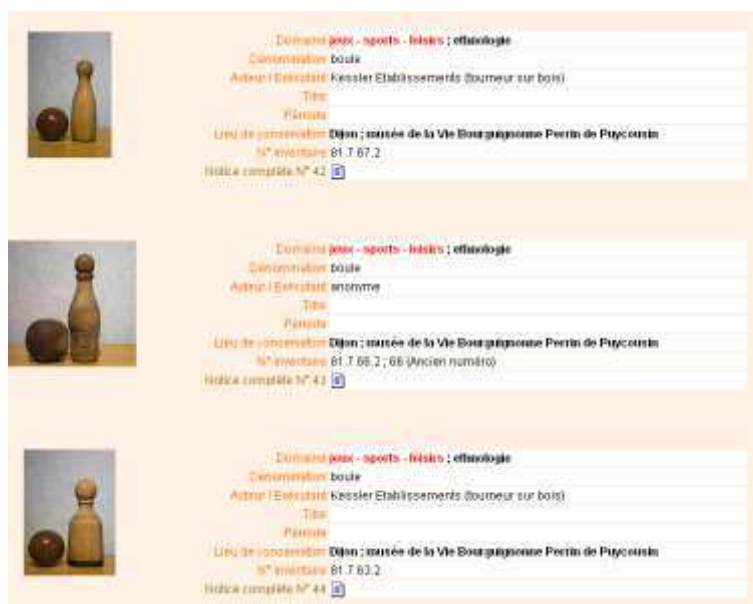 Domaine jeux - sports - loisirs ; ethnologie
Dénomination boule
Auteur / Exécutant Kessler Etablissements (tourneur sur bois)
Titre
Période
Lieu de conservation Dijon ; musée de la Vie Bourguignonne Perrin de Puycousin
N° inventaire 81.7.67.2
Notice complète N° 42
Domaine jeux - sports - loisirs ; ethnologie
Dénomination boule
Auteur / Exécutant anonyme
Titre
Période
Lieu de conservation Dijon ; musée de la Vie Bourguignonne Perrin de Puycousin
N° inventaire 81.7.66.2 ; 66 (Ancien numéro)
Notice complète N° 43
Domaine jeux - sports - loisirs ; ethnologie
Dénomination boule
Auteur / Exécutant Kessler Etablissements (tourneur sur bois)
Titre
Période
Lieu de conservation Dijon ; musée de la Vie Bourguignonne Perrin de Puycousin
N° inventaire 81.7.63.2
Notice complète N° 44